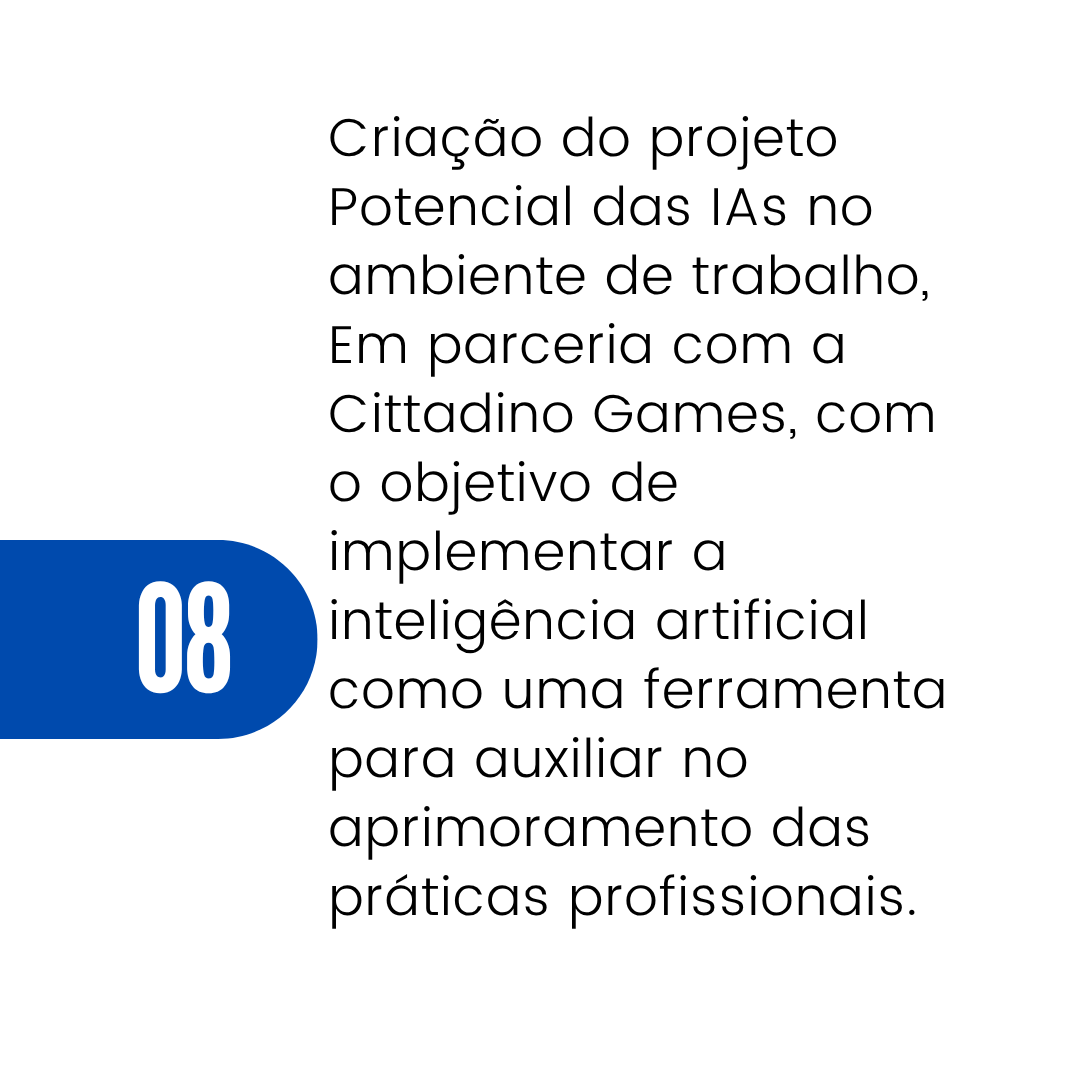 Criação do projeto
Potencial das IAs no
ambiente de trabalho,
Em parceria com a
Cittadino Games, com
o objetivo de
implementar a
inteligência artificial
como uma ferramenta
para auxiliar no
aprimoramento das
práticas profissionais.
08